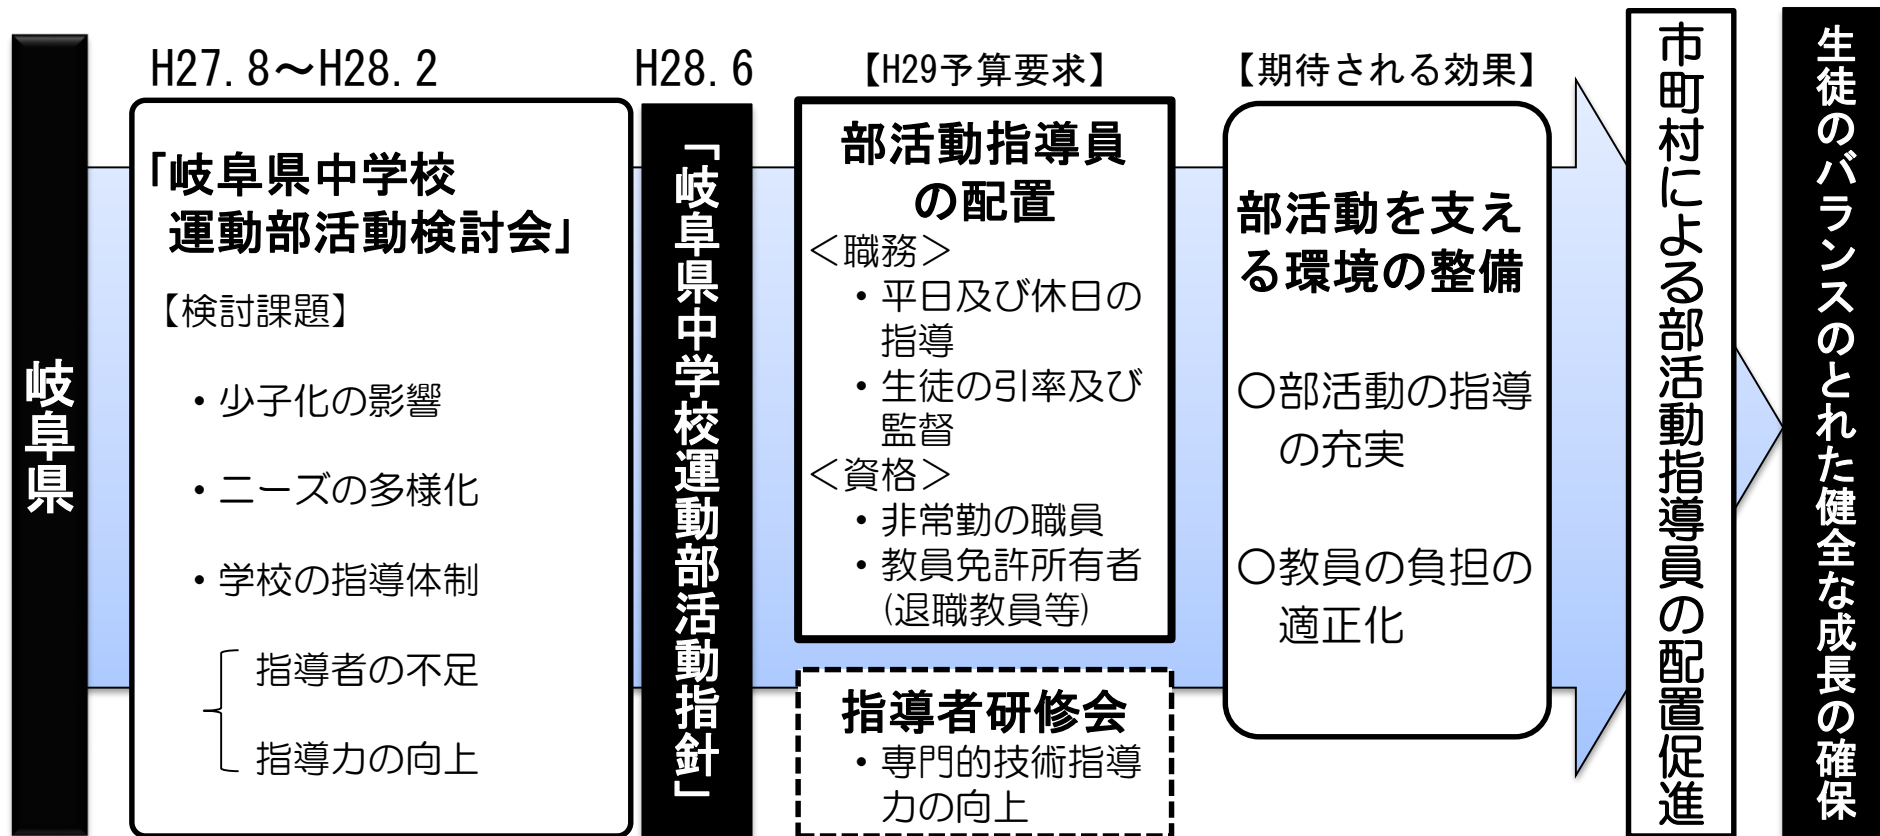 岐阜県
H27.8～H28.2
「岐阜県中学校
運動部活動検討会」
【検討課題】
・少子化の影響
・ニーズの多様化
・学校の指導体制
指導者の不足
指導力の向上
H28.6
「岐阜県中学校運動部活動指針」
【H29予算要求】
部活動指導員
の配置
＜職務＞
・平日及び休日の
指導
・生徒の引率及び
監督
＜資格＞
・非常勤の職員
・教員免許所有者
(退職教員等)
指導者研修会
・専門的技術指導
力の向上
【期待される効果】
部活動を支え
る環境の整備
○部活動の指導
の充実
○教員の負担の
適正化
市町村による部活動指導員の配置促進
生徒のバランスのとれた健全な成長の確保